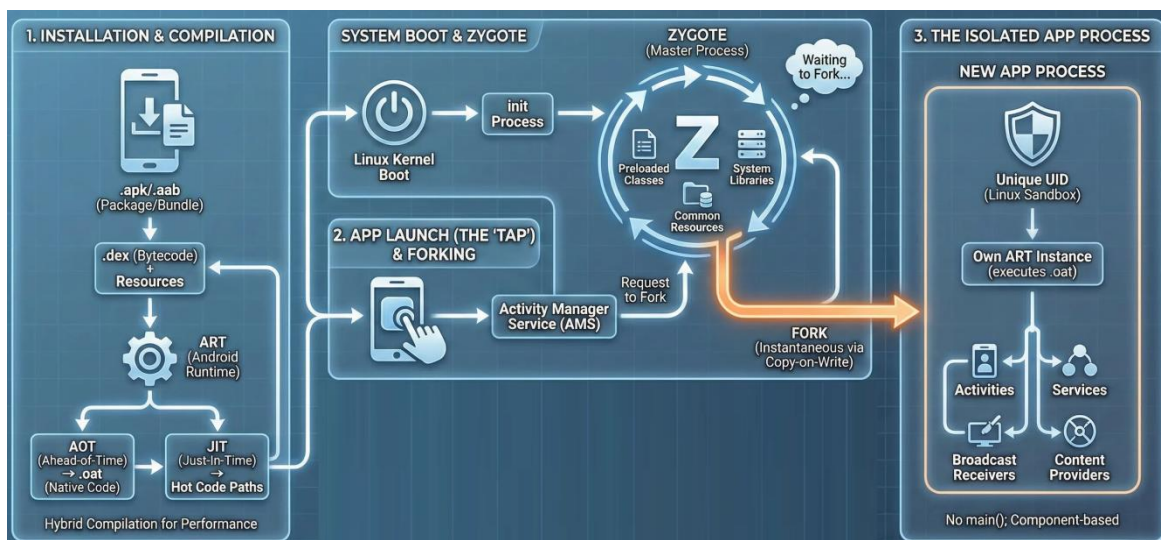 1. INSTALLATION & COMPILATION
.apk/.aab
(Package/Bundle)
.dex (Bytecode)
+
Resources
ART
(Android
Runtime)
AOT
(Ahead-of-Time)
→ .oat
(Native Code)
JIT
(Just-In-Time)
→
Hot Code Paths
Hybrid Compilation for Performance
SYSTEM BOOT & ZYGOTE
Linux Kernel
Boot
init
Process
ZYGOTE
(Master Process)
Waiting
to Fork...
Z
Preloaded
Classes
System
Libraries
Common
Resources
2. APP LAUNCH (THE 'TAP')
& FORKING
Activity Manager
Service (AMS)
Request
to Fork
FORK
(Instantaneous via
Copy-on-Write)
3. THE ISOLATED APP PROCESS
NEW APP PROCESS
Unique UID
(Linux Sandbox)
Own ART Instance
(executes .oat)
Activities
Services
Broadcast
Receivers
Content
Providers
No main(); Component-based